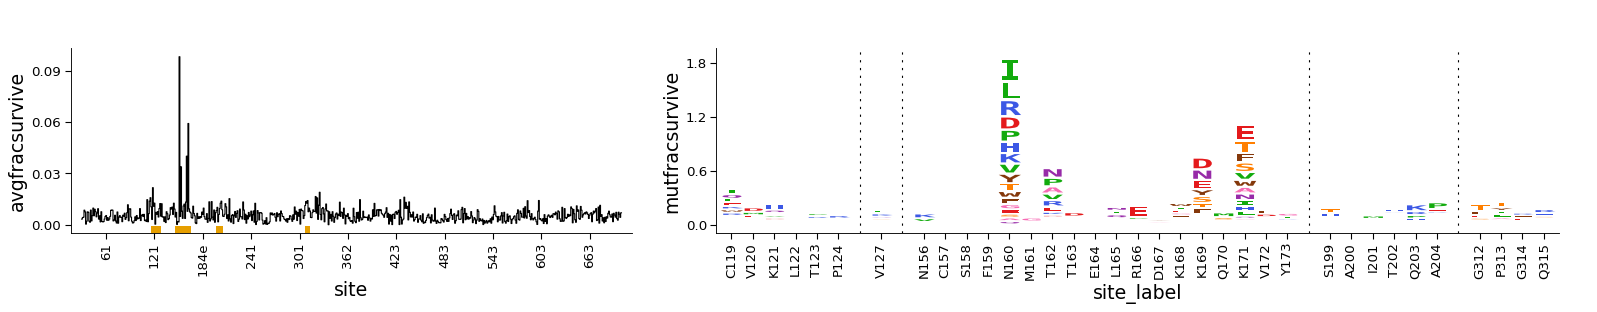 avgfracsurvive
0.09
0.06
0.03
0.00
61
121
184e
241
301
362
423
483
543
603
663
site
mutfracsurvive
1.8
1.2
0.6
0.0
I
L
R
D
P
H
K
V
Y
T
W
F
N
P
A
V
R
E
D
N
E
Y
S
T
E
T
F
S
V
W
A
N
I
H
L
C119
V120
K121
L122
T123
P124
V127
N156
C157
S158
F159
N160
M161
T162
T163
E164
L165
R166
D167
K168
K169
Q170
K171
V172
Y173
S199
A200
I201
T202
Q203
A204
G312
P313
G314
Q315
site_label